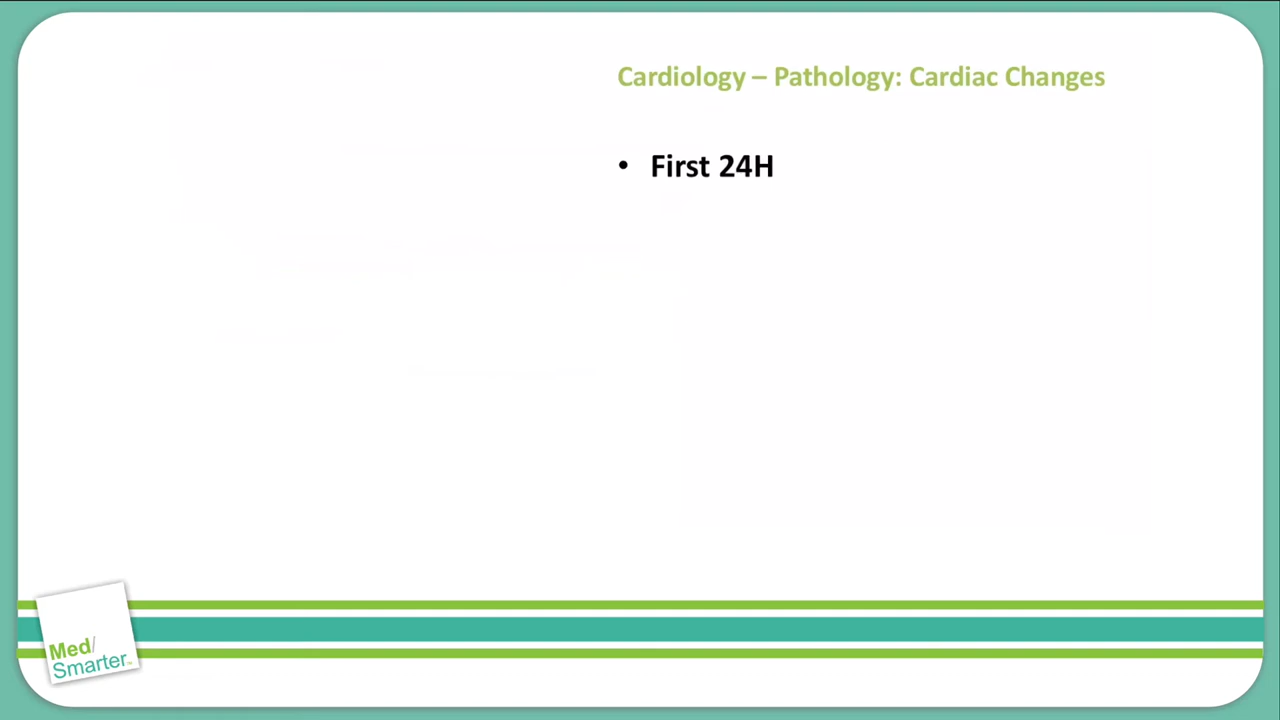 Cardiology – Pathology: Cardiac Changes
• First 24H
Med/
Smarter